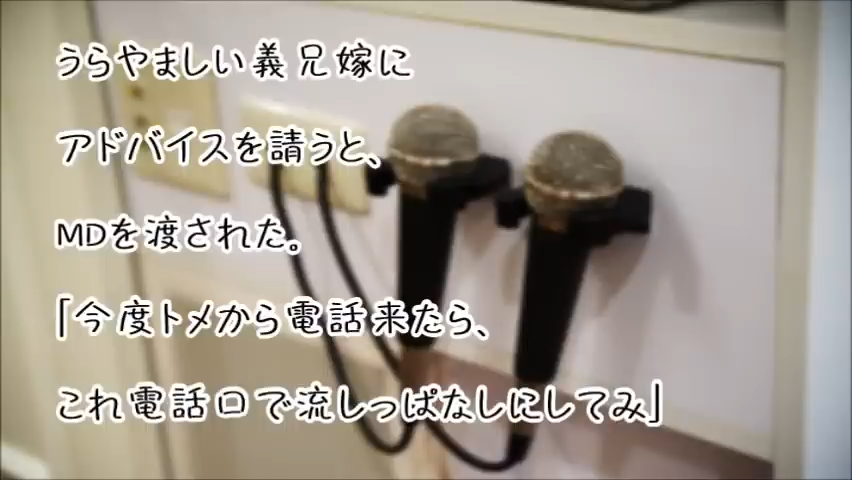 うらやましい義兄嫁に
アドバイスを請うと、
MDを渡された。
「今度トメから電話来たら、
これ電話口で流しっぱなしにしてみ」